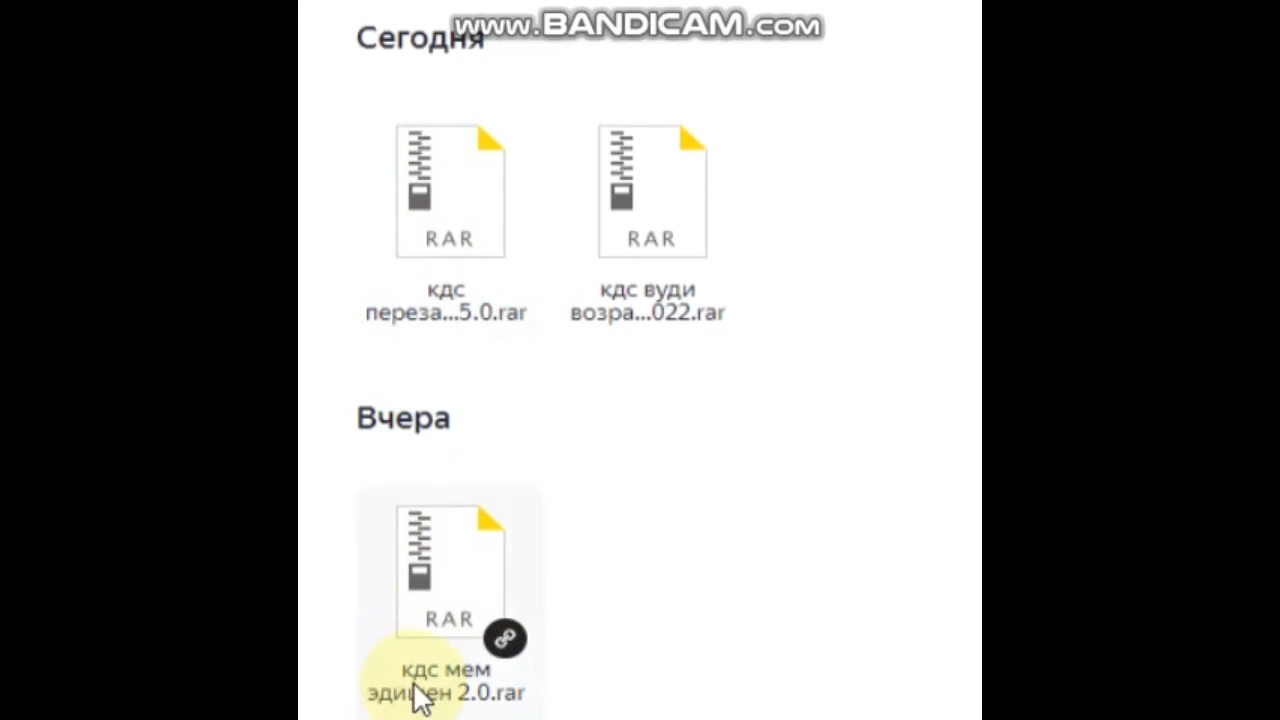 www.BANDICAM.com
Сегодня
RAR
RAR
кдс
переза...5.0.rar
кдс вуди
возра...022.rar
Вчера
RAR
кдс мем
эдишен 2.0.rar